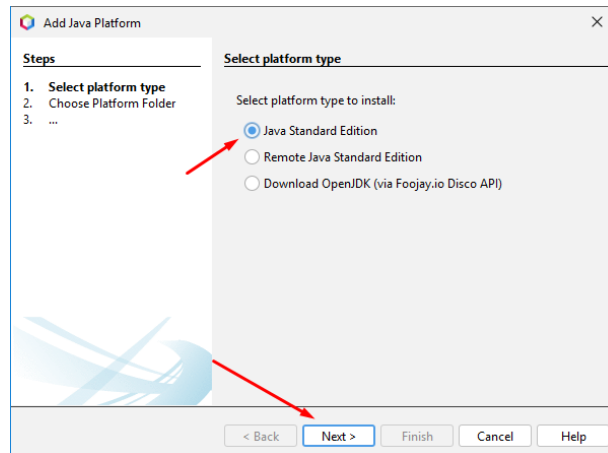 Add Java Platform
Steps
1. Select platform type
2. Choose Platform Folder
3. ...
Select platform type
Select platform type to install:
Java Standard Edition
Remote Java Standard Edition
Download OpenJDK (via Foojay.io Disco API)
< Back
Next >
Finish
Cancel
Help